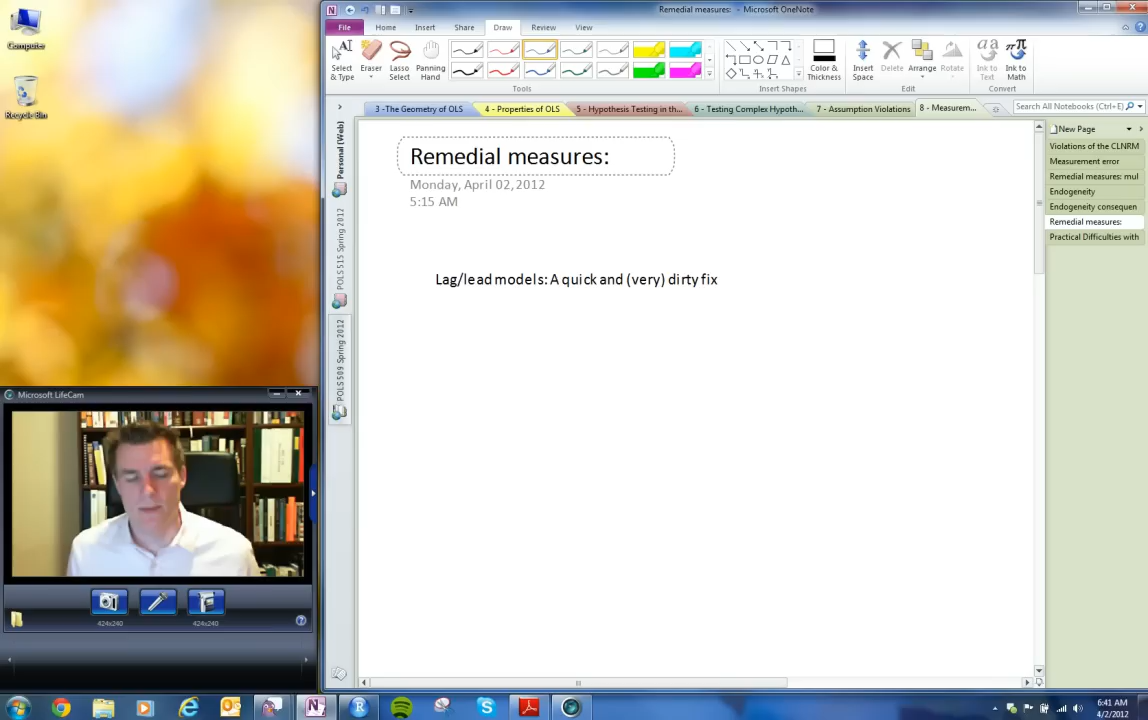 Computer
Recycle Bin
Remedial measures: - Microsoft OneNote
File
Home
Insert
Share
Draw
Review
View
Select & Type
Eraser
Lasso Select
Panning Hand
Color & Thickness
Insert Space
Delete
Arrange
Rotate
Ink to Text
Ink to Math
Tools
Insert Shapes
Edit
Convert
3 -The Geometry of OLS
4 - Properties of OLS
5 - Hypothesis Testing in th...
6 - Testing Complex Hypoth...
7 - Assumption Violations
8 - Measurem...
Search All Notebooks (Ctrl+E)
Personal (Web)
POLS 515 Spring 2012
POLS 509 Spring 2012
Remedial measures:
Monday, April 02, 2012
5:15 AM
Lag/lead models: A quick and (very) dirty fix
New Page
Violations of the CLNRM
Measurement error
Remedial measures: mul
Endogeneity
Endogeneity consequen
Remedial measures:
Practical Difficulties with
Microsoft LifeCam
424x240
424x240
6:41 AM
4/2/2012